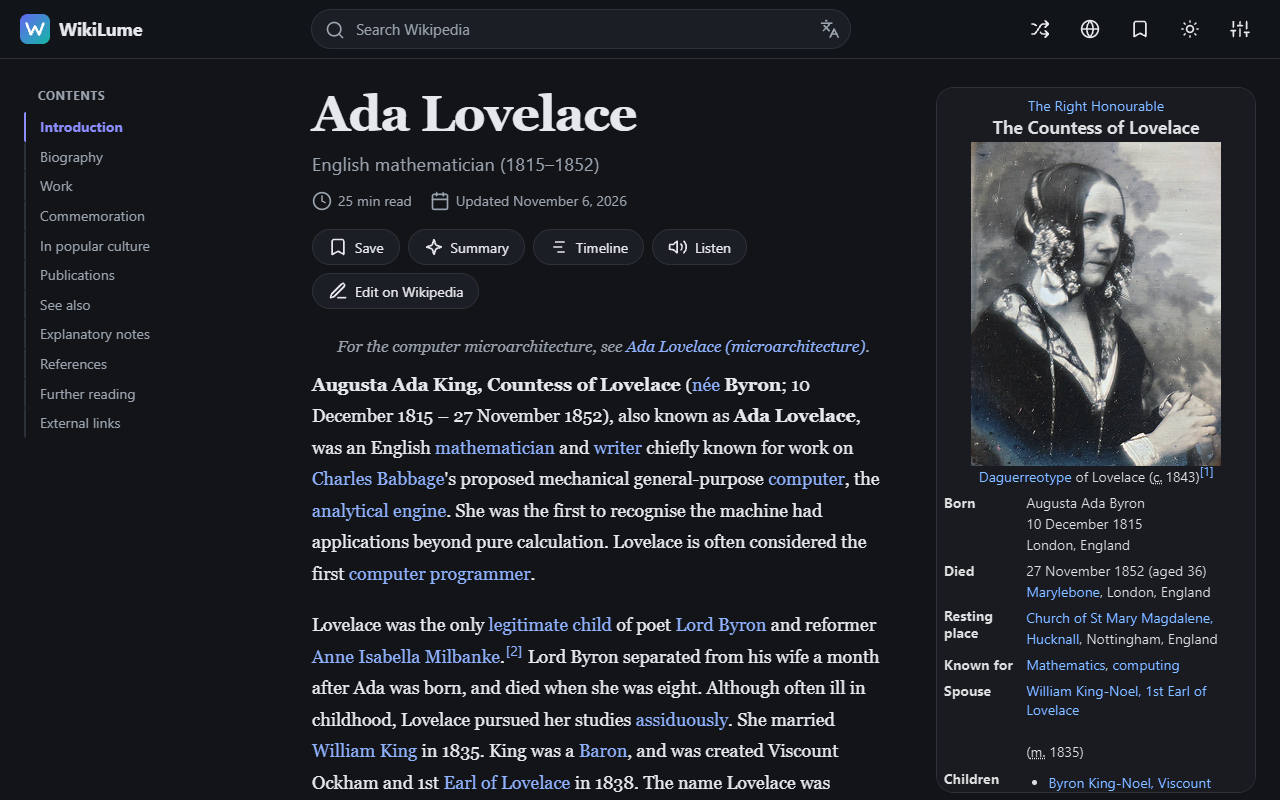 W WikiLume
Search Wikipedia
CONTENTS
Introduction
Biography
Work
Commemoration
In popular culture
Publications
See also
Explanatory notes
References
Further reading
External links
Ada Lovelace
English mathematician (1815–1852)
25 min read Updated November 6, 2026
Save Summary Timeline Listen
Edit on Wikipedia
For the computer microarchitecture, see Ada Lovelace (microarchitecture).
Augusta Ada King, Countess of Lovelace (née Byron; 10
December 1815 – 27 November 1852), also known as Ada Lovelace,
was an English mathematician and writer chiefly known for work on
Charles Babbage's proposed mechanical general-purpose computer, the
analytical engine. She was the first to recognise the machine had
applications beyond pure calculation. Lovelace is often considered the
first computer programmer.
Lovelace was the only legitimate child of poet Lord Byron and reformer
Anne Isabella Milbanke.[2] Lord Byron separated from his wife a month
after Ada was born, and died when she was eight. Although often ill in
childhood, Lovelace pursued her studies assiduously. She married
William King in 1835. King was a Baron, and was created Viscount
Ockham and 1st Earl of Lovelace in 1838. The name Lovelace was
The Right Honourable
The Countess of Lovelace
Daguerreotype of Lovelace (c. 1843)[1]
Born Augusta Ada Byron
10 December 1815
London, England
Died 27 November 1852 (aged 36)
Marylebone, London, England
Resting place Church of St Mary Magdalene,
Hucknall, Nottingham, England
Known for Mathematics, computing
Spouse William King-Noel, 1st Earl of
Lovelace
(m. 1835)
Children • Byron King-Noel, Viscount